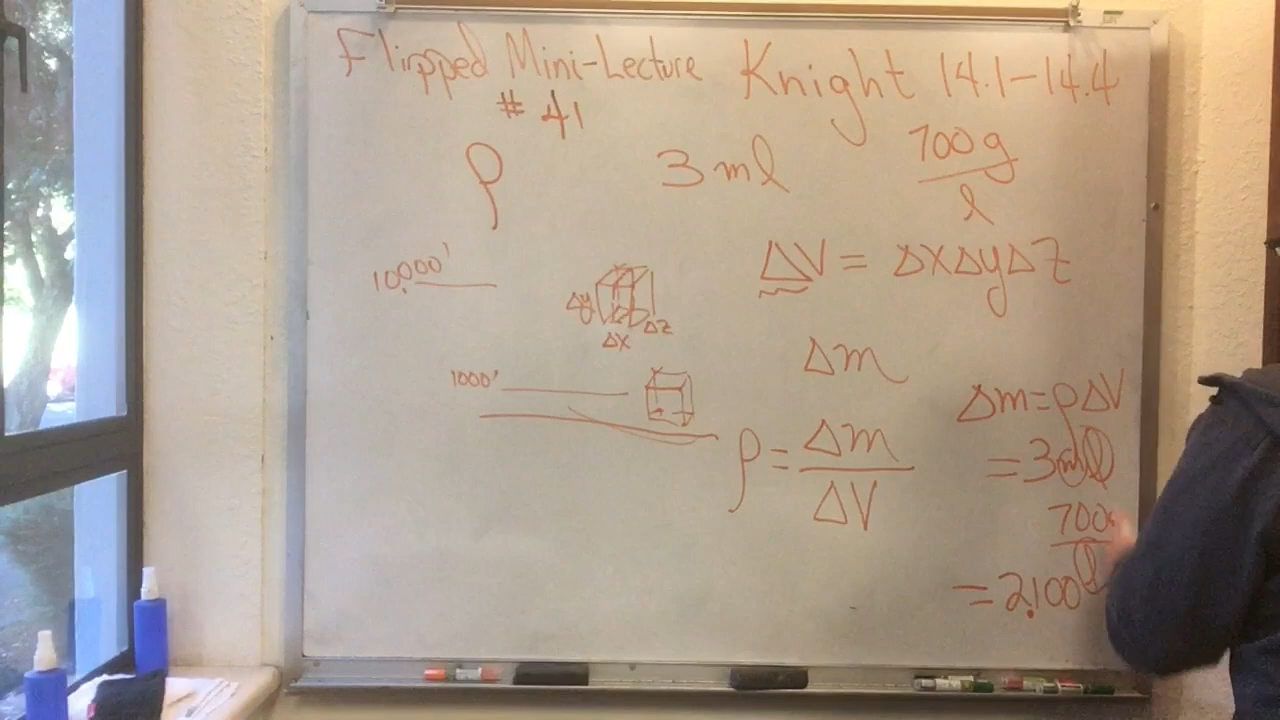 Flipped Mini-Lecture Knight 14.1-14.4
# 41
ρ 3 ml 700 g
l
10,000'
ΔV = ΔxΔyΔz
Δy
Δz
Δx
1000'
Δm
ρ = Δm
ΔV
Δm = ρΔV
= 3
700
l
= 2.100